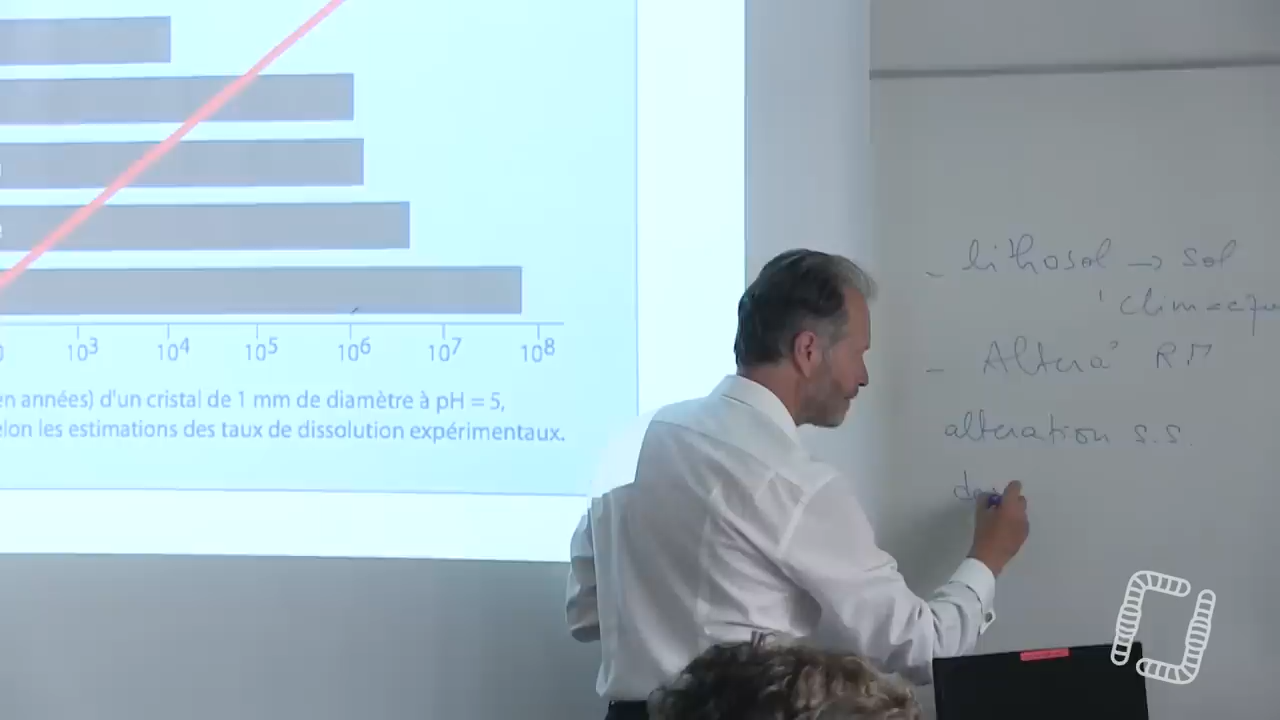 10³ 10⁴ 10⁵ 10⁶ 10⁷ 10⁸
en années) d'un cristal de 1 mm de diamètre à pH = 5,
elon les estimations des taux de dissolution expérimentaux.
- lithosol → sol
- Altera° RM
alteration s.s.